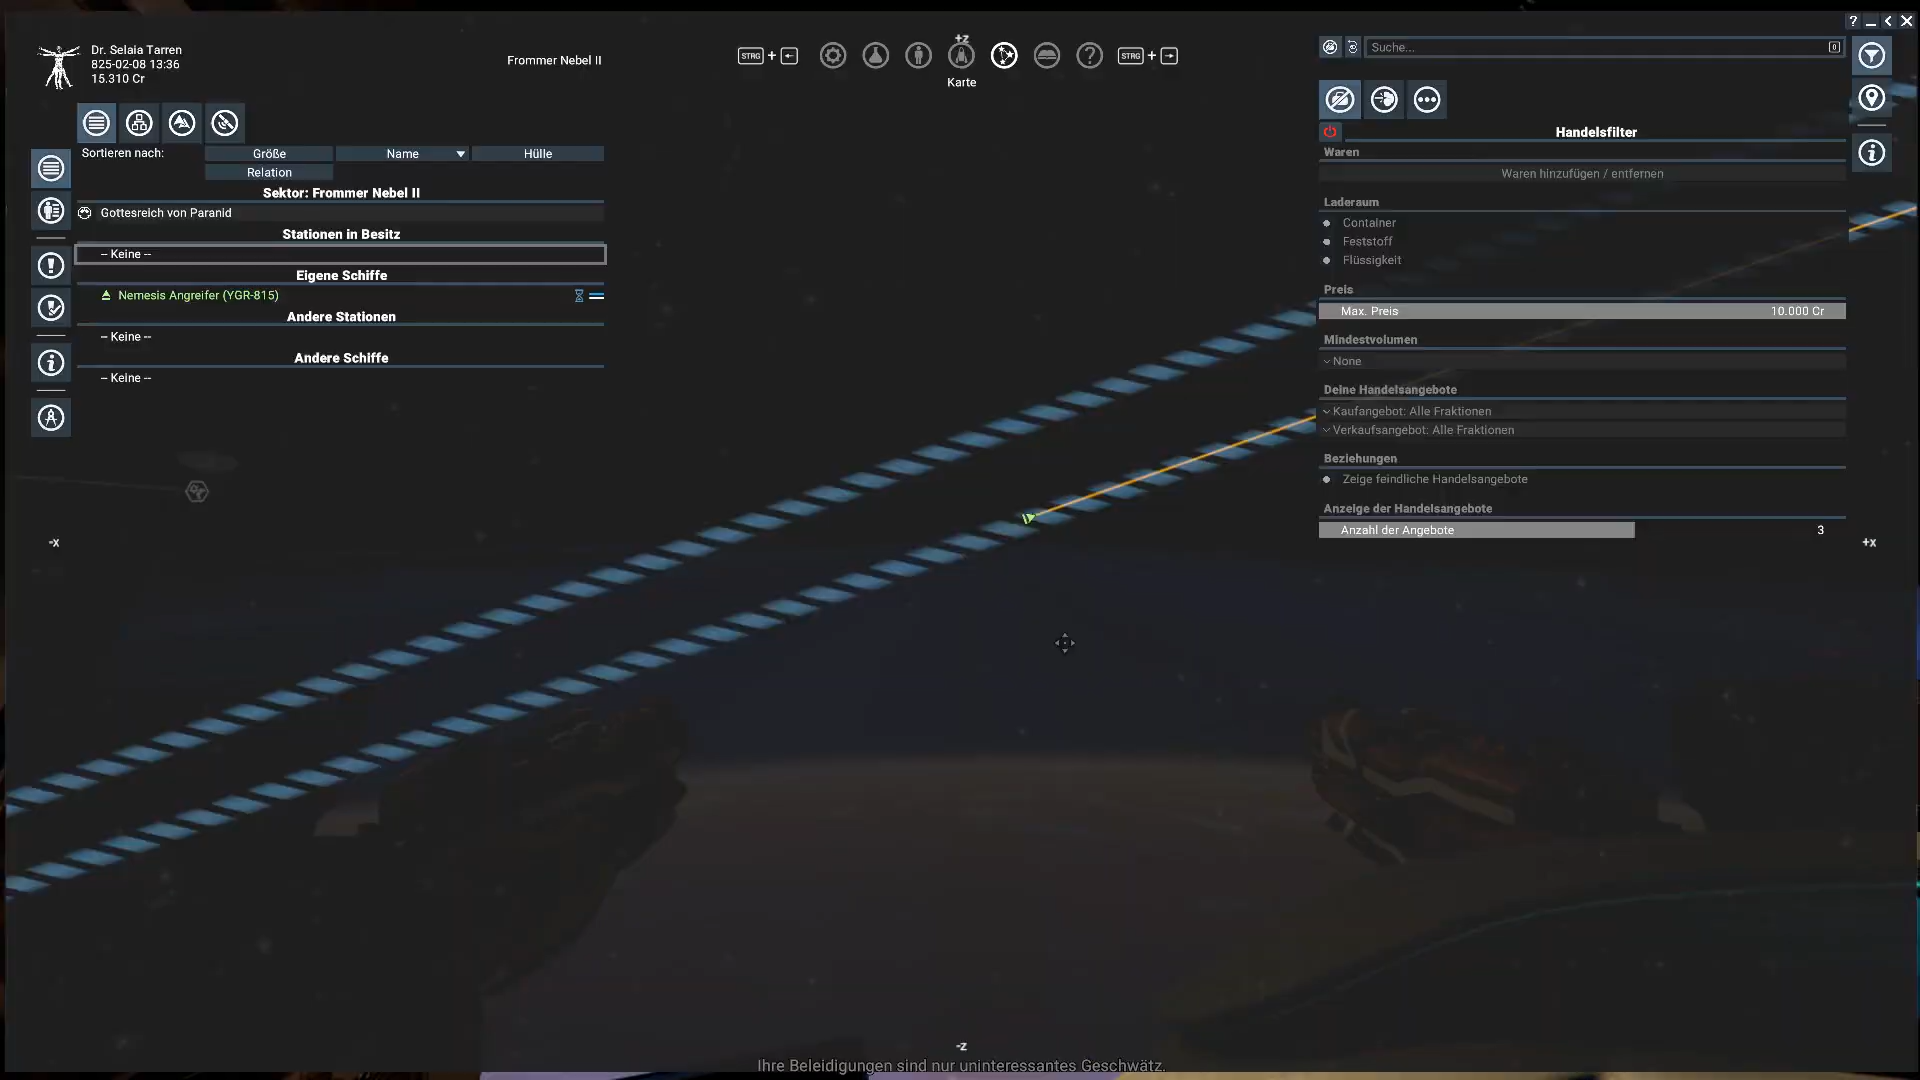 Dr. Selaia Tarren
825-02-08 13:36
15.310 Cr
Frommer Nebel II
STRG + ←
+z
STRG + →
Karte
Sortieren nach:
Größe
Name
Hülle
Relation
Sektor: Frommer Nebel II
Gottesreich von Paranid
Stationen in Besitz
-- Keine --
Eigene Schiffe
Nemesis Angreifer (YGR-815)
Andere Stationen
-- Keine --
Andere Schiffe
-- Keine --
-x
+x
-z
Ihre Beleidigungen sind nur uninteressantes Geschwätz.
Suche...
Handelsfilter
Waren
Waren hinzufügen / entfernen
Laderaum
Container
Feststoff
Flüssigkeit
Preis
Max. Preis 10.000 Cr
Mindestvolumen
None
Deine Handelsangebote
Kaufangebot: Alle Fraktionen
Verkaufsangebot: Alle Fraktionen
Beziehungen
Zeige feindliche Handelsangebote
Anzeige der Handelsangebote
Anzahl der Angebote 3